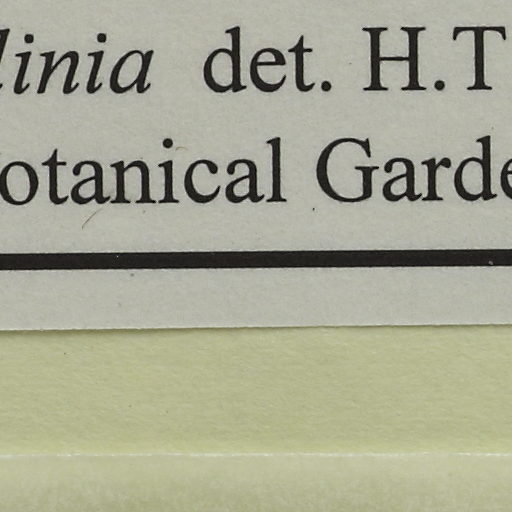 linia det. H.T
otanical Garde